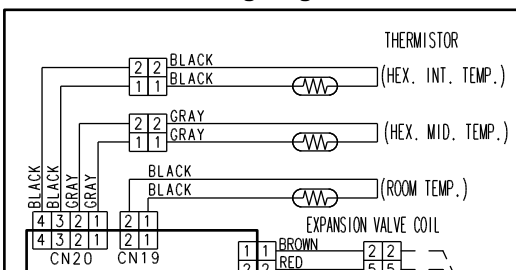 THERMISTOR
BLACK
2 2
BLACK
1 1
(HEX. INT. TEMP.)
GRAY
2 2
GRAY
1 1
(HEX. MID. TEMP.)
BLACK
BLACK
(ROOM TEMP.)
BLACK
BLACK
GRAY
GRAY
4 3 2 1
2 1
4 3 2 1
2 1
CN20
CN19
EXPANSION VALVE COIL
1 1
BROWN
2 2
2 2
RED
5 5